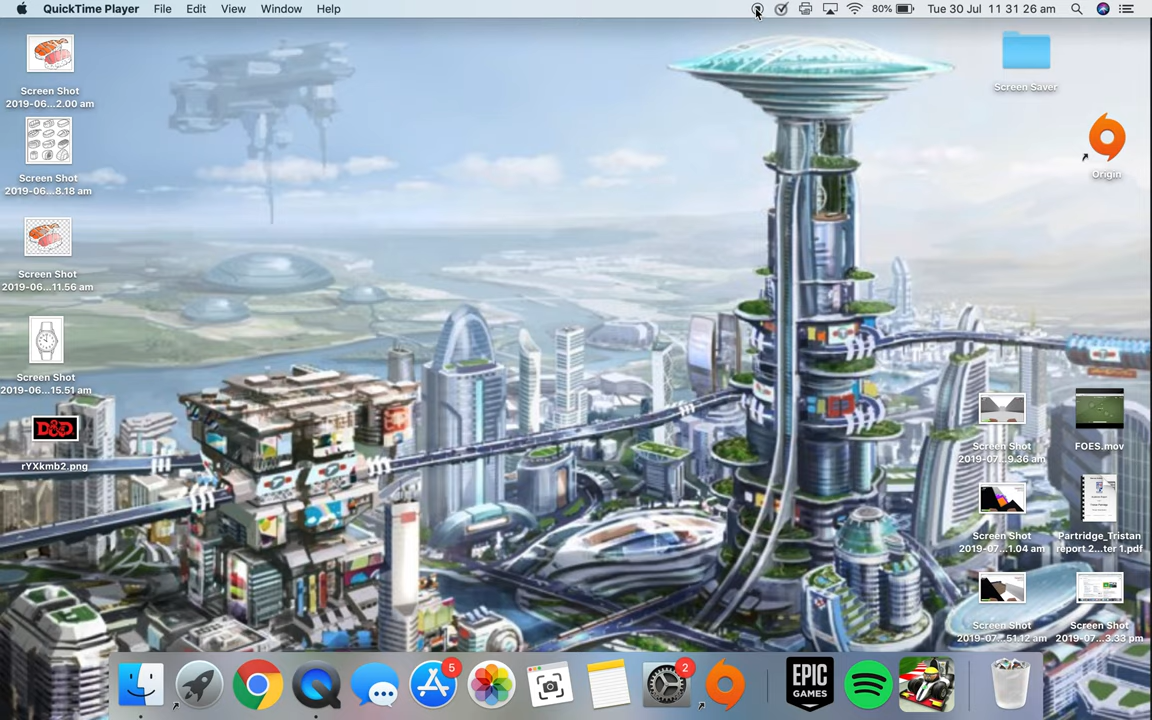 QuickTime Player File Edit View Window Help 80% Tue 30 Jul 11 31 26 am
Screen Shot
2019-06...2.00 am
Screen Shot
2019-06...8.18 am
Screen Shot
2019-06...11.56 am
Screen Shot
2019-06...15.51 am
D&D
rYXkmb2.png
Screen Saver
Origin
Screen Shot
2019-07...9.36 am
FOES.mov
Screen Shot
2019-07...1.04 am
Partridge_Tristan
report 2...ter 1.pdf
Screen Shot
2019-07...51.12 am
Screen Shot
2019-07...3.33 pm
5
2
EPIC
GAMES